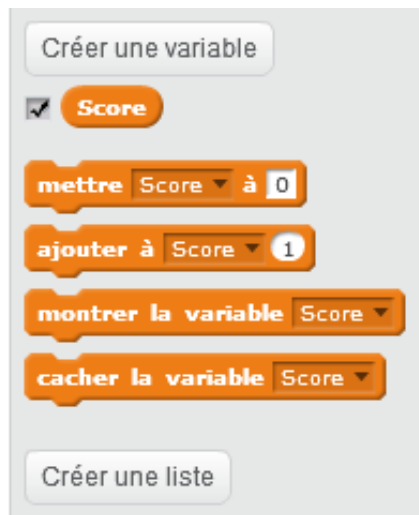 Créer une variable
Score
mettre Score à 0
ajouter à Score 1
montrer la variable Score
cacher la variable Score
Créer une liste